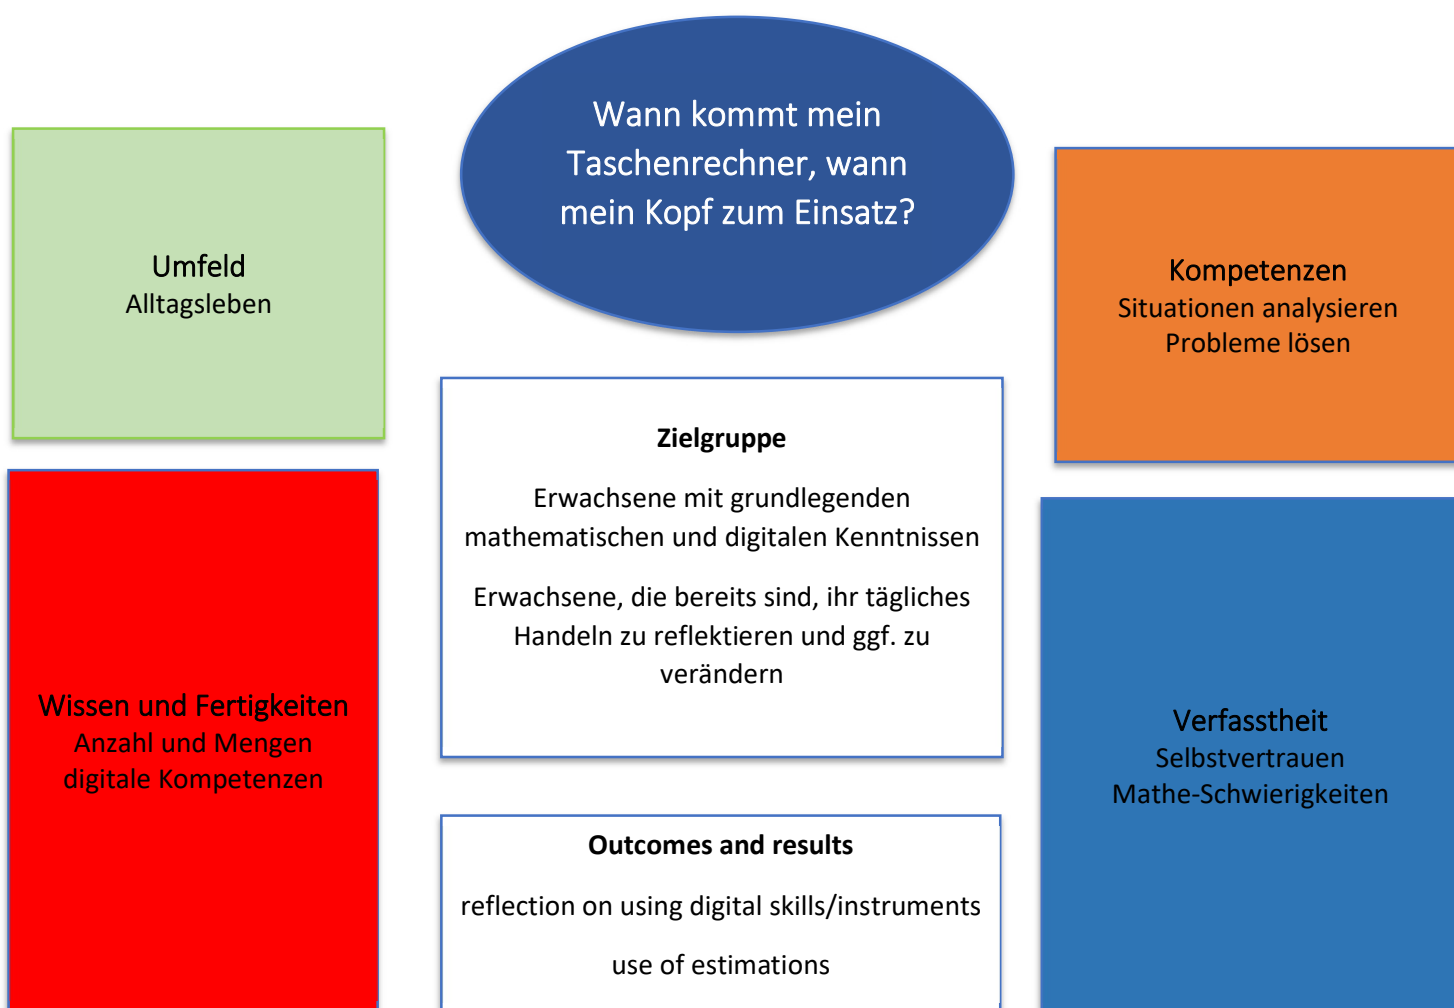 Wann kommt mein
Taschenrechner, wann
mein Kopf zum Einsatz?
Umfeld
Alltagsleben
Kompetenzen
Situationen analysieren
Probleme lösen
Zielgruppe
Erwachsene mit grundlegenden
mathematischen und digitalen Kenntnissen
Erwachsene, die bereits sind, ihr tägliches
Handeln zu reflektieren und ggf. zu
verändern
Wissen und Fertigkeiten
Anzahl und Mengen
digitale Kompetenzen
Verfasstheit
Selbstvertrauen
Mathe-Schwierigkeiten
Outcomes and results
reflection on using digital skills/instruments
use of estimations